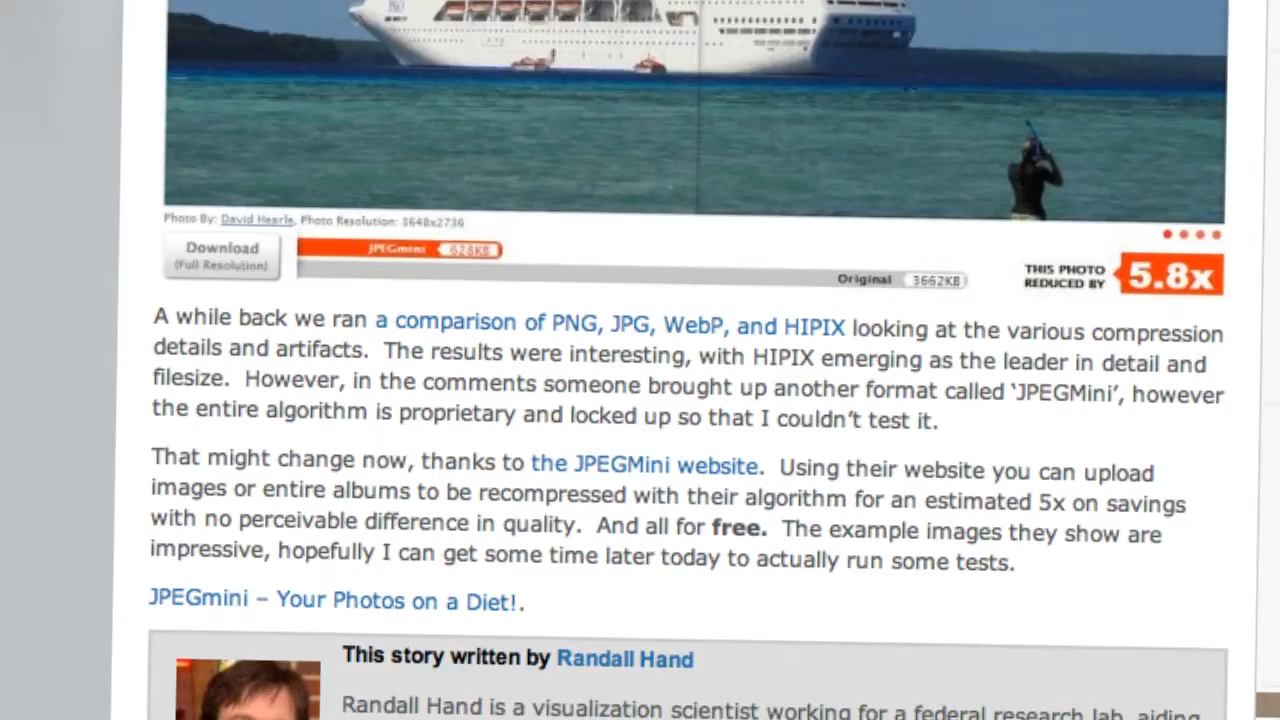 Photo By: David Hearle, Photo Resolution: 3648x2736
Download
(Full Resolution)
JPEGmini 628KB
Original 3662KB
THIS PHOTO
REDUCED BY
5.8x
A while back we ran a comparison of PNG, JPG, WebP, and HIPIX looking at the various compression
details and artifacts. The results were interesting, with HIPIX emerging as the leader in detail and
filesize. However, in the comments someone brought up another format called ‘JPEGMini’, however
the entire algorithm is proprietary and locked up so that I couldn’t test it.
That might change now, thanks to the JPEGMini website. Using their website you can upload
images or entire albums to be recompressed with their algorithm for an estimated 5x on savings
with no perceivable difference in quality. And all for free. The example images they show are
impressive, hopefully I can get some time later today to actually run some tests.
JPEGmini – Your Photos on a Diet!.
This story written by Randall Hand
Randall Hand is a visualization scientist working for a federal research lab, aiding